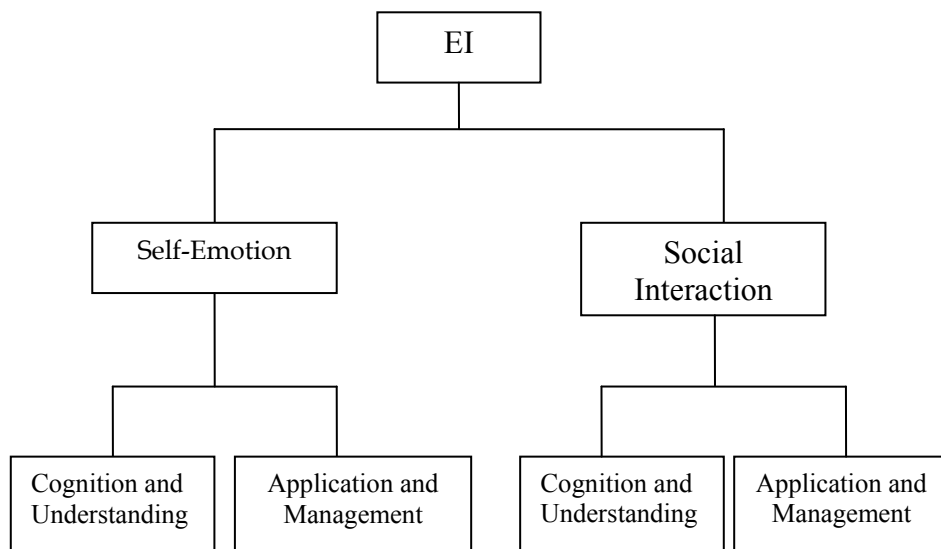 EI
Self-Emotion
Social
Interaction
Cognition and
Understanding
Application and
Management
Cognition and
Understanding
Application and
Management